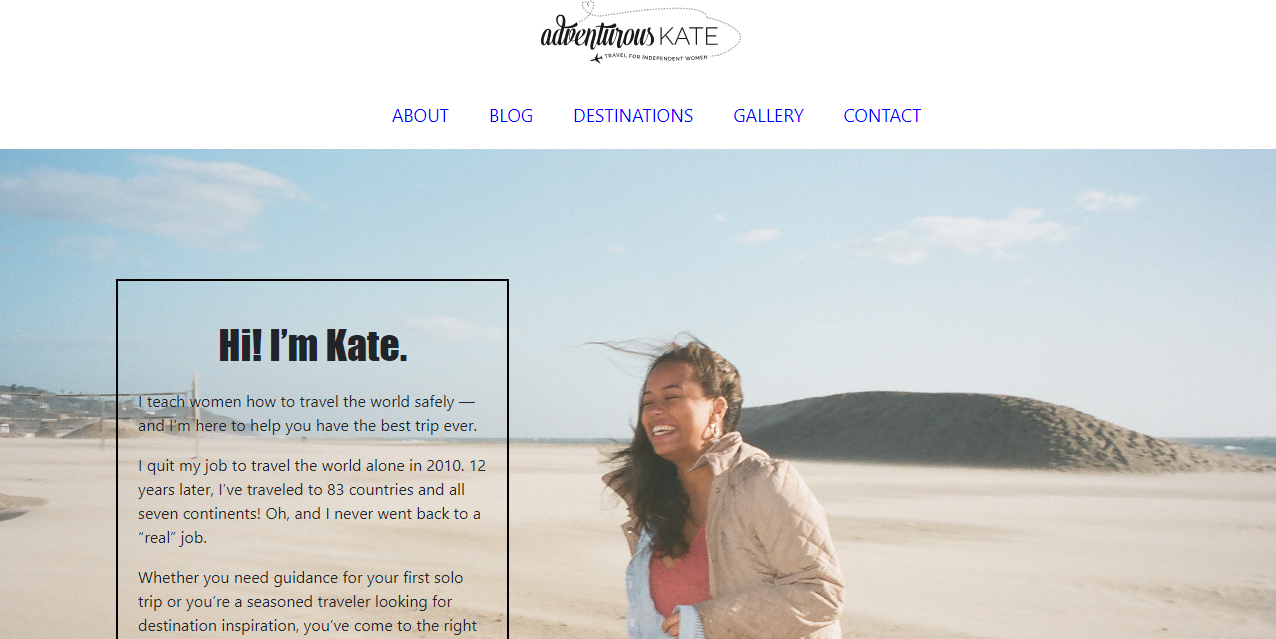 adventurous KATE
TRAVEL FOR INDEPENDENT WOMEN
ABOUT BLOG DESTINATIONS GALLERY CONTACT
Hi! I’m Kate.
I teach women how to travel the world safely —
and I’m here to help you have the best trip ever.
I quit my job to travel the world alone in 2010. 12
years later, I’ve traveled to 83 countries and all
seven continents! Oh, and I never went back to a
“real” job.
Whether you need guidance for your first solo
trip or you’re a seasoned traveler looking for
destination inspiration, you’ve come to the right